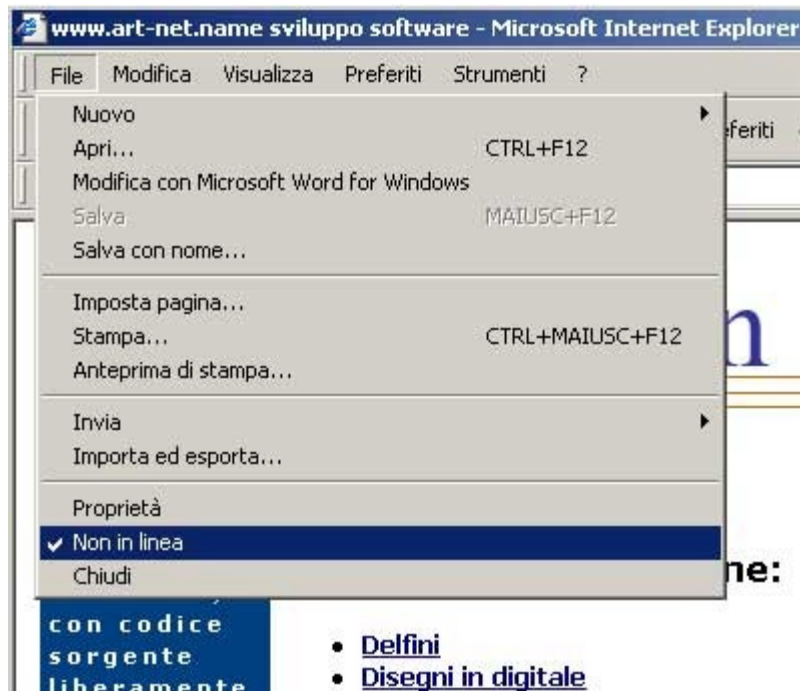 www.art-net.name sviluppo software - Microsoft Internet Explorer
File Modifica Visualizza Preferiti Strumenti ?
Nuovo
eferiti
Apri... CTRL+F12
Modifica con Microsoft Word for Windows
Salva MAIUSC+F12
Salva con nome...
Imposta pagina...
n
Stampa... CTRL+MAIUSC+F12
Anteprima di stampa...
Invia
Importa ed esporta...
Proprietà
Non in linea
Chiudi
ne:
con codice
sorgente
liberamente
• Delfini
• Disegni in digitale